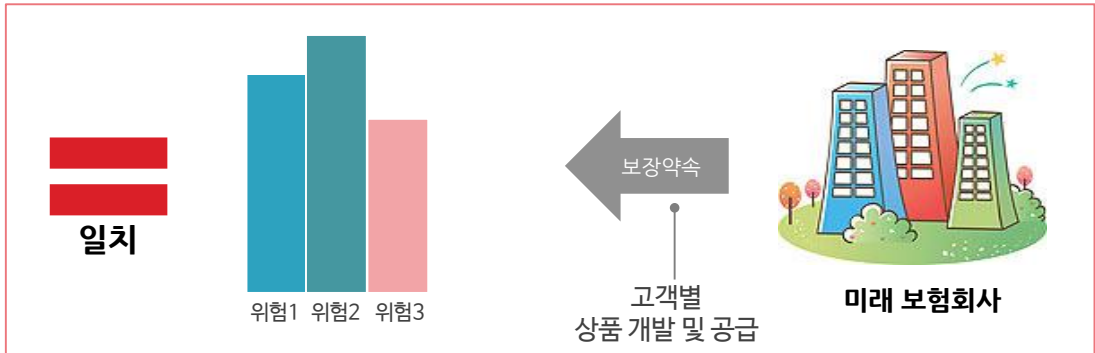 일치
위험1 위험2 위험3
보장약속
고객별
상품 개발 및 공급
미래 보험회사